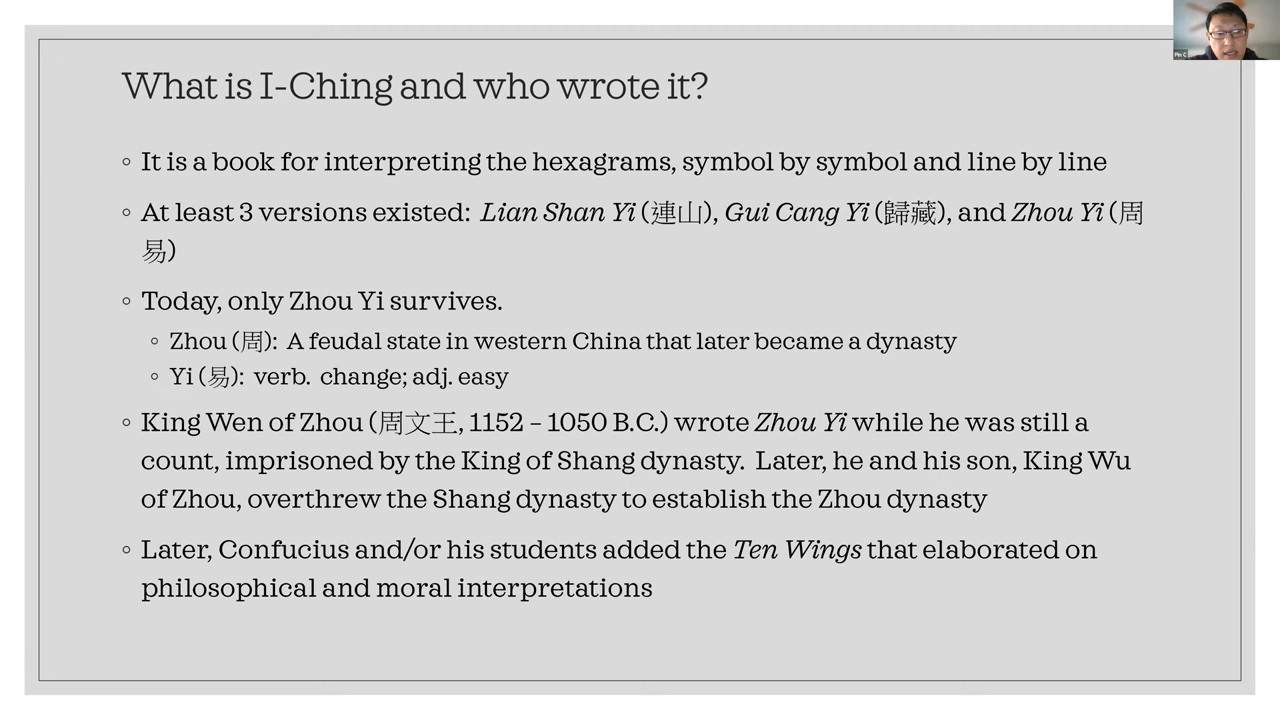 What is I-Ching and who wrote it?
◦ It is a book for interpreting the hexagrams, symbol by symbol and line by line
◦ At least 3 versions existed: Lian Shan Yi (連山), Gui Cang Yi (歸藏), and Zhou Yi (周
易)
◦ Today, only Zhou Yi survives.
◦ Zhou (周): A feudal state in western China that later became a dynasty
◦ Yi (易): verb. change; adj. easy
◦ King Wen of Zhou (周文王, 1152 – 1050 B.C.) wrote Zhou Yi while he was still a
count, imprisoned by the King of Shang dynasty. Later, he and his son, King Wu
of Zhou, overthrew the Shang dynasty to establish the Zhou dynasty
◦ Later, Confucius and/or his students added the Ten Wings that elaborated on
philosophical and moral interpretations